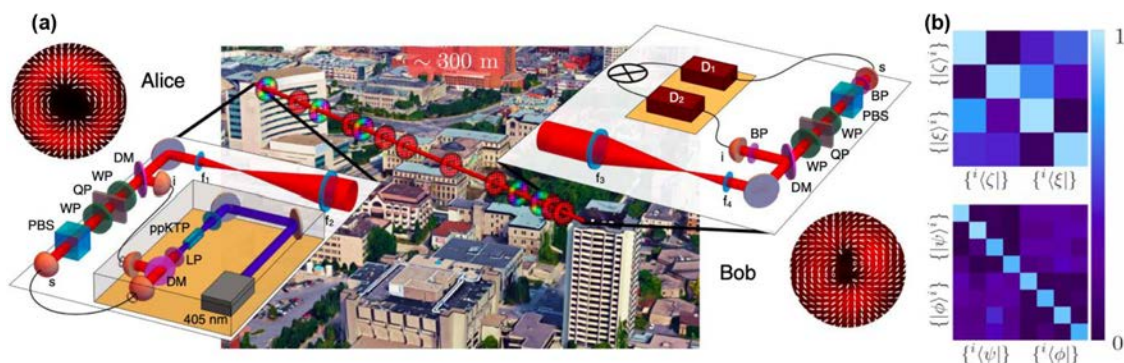 (a)
Alice
~ 300 m
D₁
D₂
s
BP
PBS
WP
QP
WP
DM
BP
i
f₃
f₄
DM
WP
QP
WP
PBS
s
i
f₁
f₂
ppKTP
LP
DM
405 nm
Bob
(b)
1
0
{|ζ⟩ⁱ}
{|ξ⟩ⁱ}
{ⁱ⟨ζ|} {ⁱ⟨ξ|}
{|ψ⟩ⁱ}
{|ϕ⟩ⁱ}
{ⁱ⟨ψ|} {ⁱ⟨ϕ|}